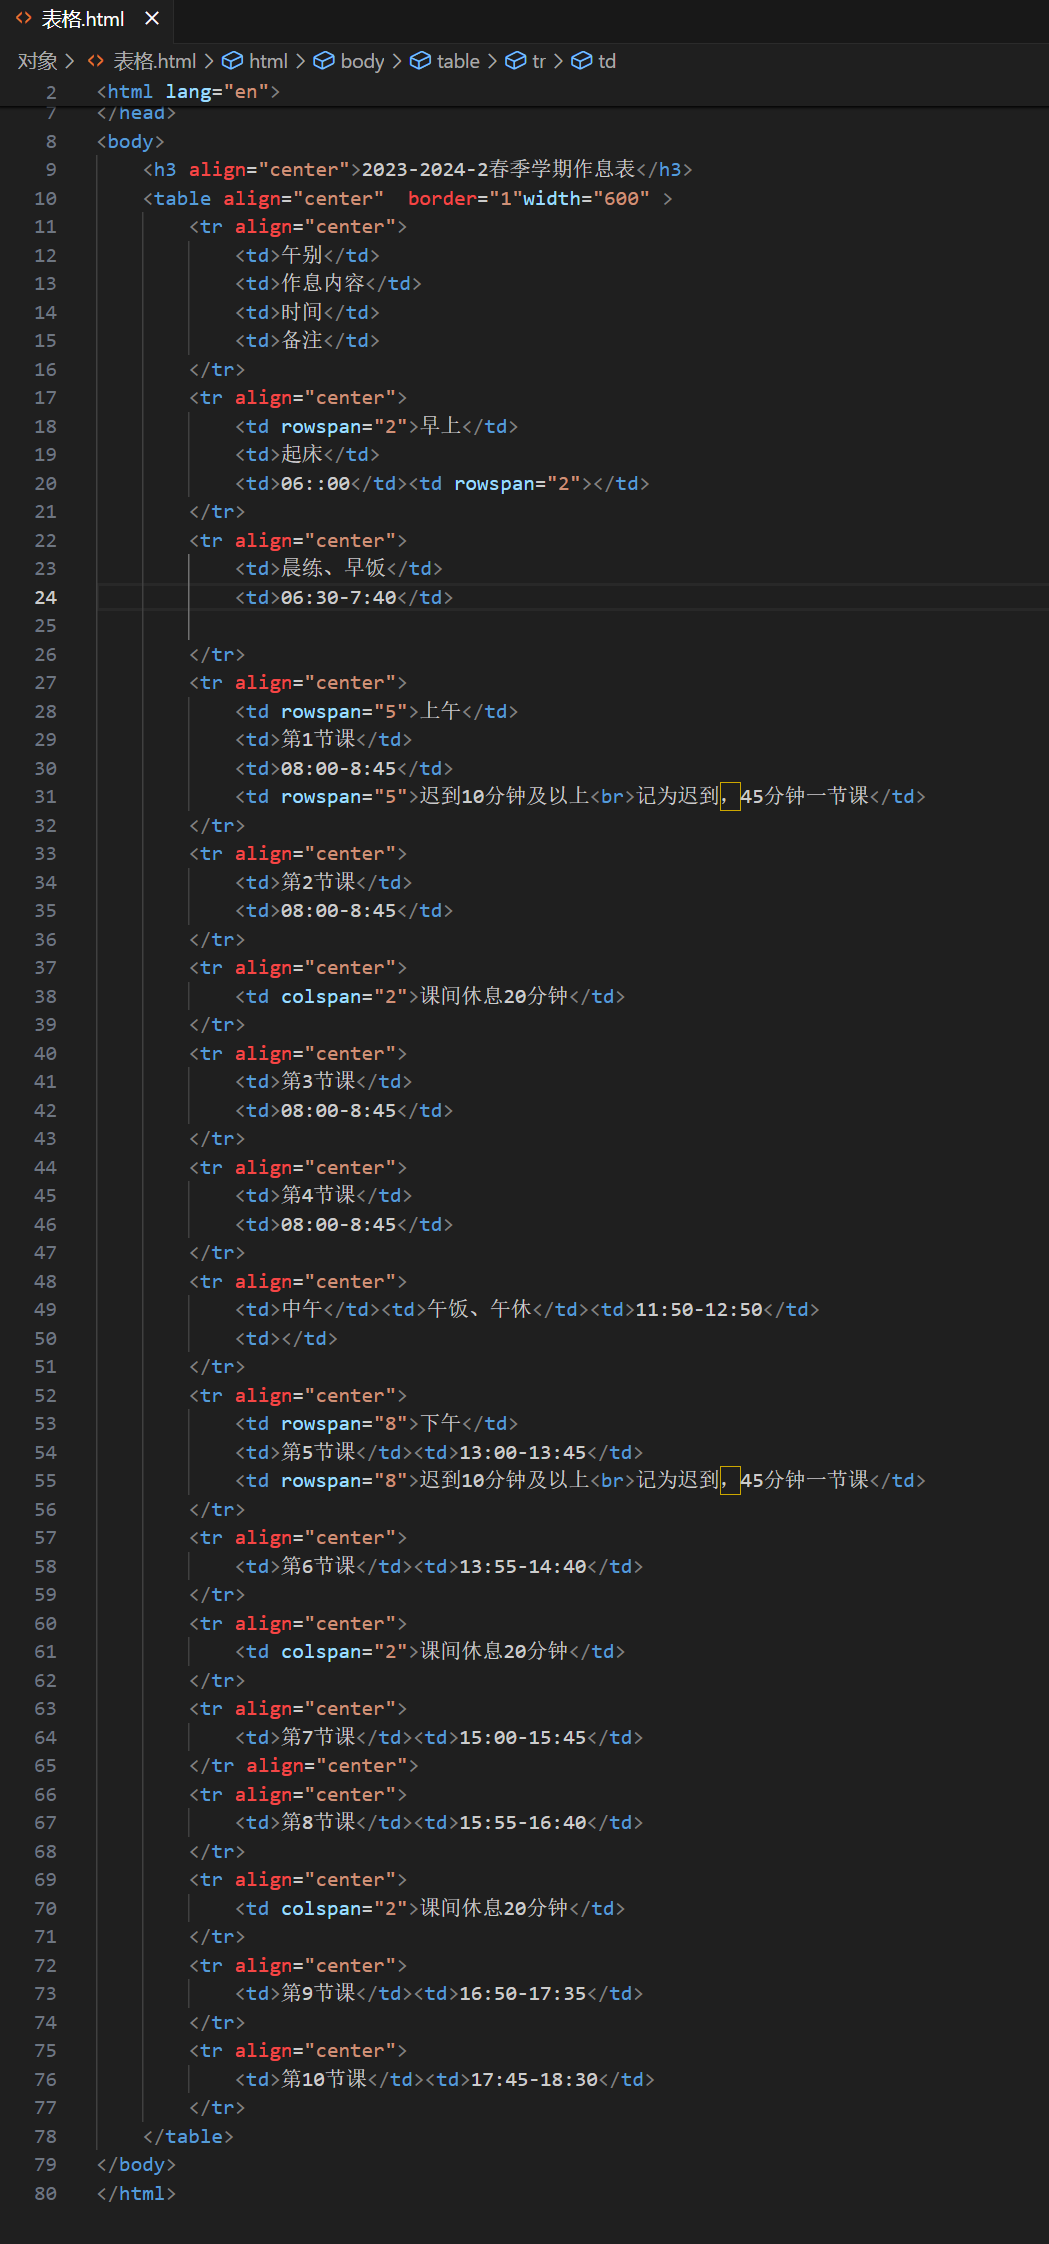 表格.html
对象 > 表格.html > html > body > table > tr > td
2 <html lang="en">
7 </head>
8 <body>
9 <h3 align="center">2023-2024-2春季学期作息表</h3>
10 <table align="center"  border="1"width="600" >
11 <tr align="center">
12 <td>午别</td>
13 <td>作息内容</td>
14 <td>时间</td>
15 <td>备注</td>
16 </tr>
17 <tr align="center">
18 <td rowspan="2">早上</td>
19 <td>起床</td>
20 <td>06::00</td><td rowspan="2"></td>
21 </tr>
22 <tr align="center">
23 <td>晨练、早饭</td>
24 <td>06:30-7:40</td>
25
26 </tr>
27 <tr align="center">
28 <td rowspan="5">上午</td>
29 <td>第1节课</td>
30 <td>08:00-8:45</td>
31 <td rowspan="5">迟到10分钟及以上<br>记为迟到，45分钟一节课</td>
32 </tr>
33 <tr align="center">
34 <td>第2节课</td>
35 <td>08:00-8:45</td>
36 </tr>
37 <tr align="center">
38 <td colspan="2">课间休息20分钟</td>
39 </tr>
40 <tr align="center">
41 <td>第3节课</td>
42 <td>08:00-8:45</td>
43 </tr>
44 <tr align="center">
45 <td>第4节课</td>
46 <td>08:00-8:45</td>
47 </tr>
48 <tr align="center">
49 <td>中午</td><td>午饭、午休</td><td>11:50-12:50</td>
50 <td></td>
51 </tr>
52 <tr align="center">
53 <td rowspan="8">下午</td>
54 <td>第5节课</td><td>13:00-13:45</td>
55 <td rowspan="8">迟到10分钟及以上<br>记为迟到，45分钟一节课</td>
56 </tr>
57 <tr align="center">
58 <td>第6节课</td><td>13:55-14:40</td>
59 </tr>
60 <tr align="center">
61 <td colspan="2">课间休息20分钟</td>
62 </tr>
63 <tr align="center">
64 <td>第7节课</td><td>15:00-15:45</td>
65 </tr align="center">
66 <tr align="center">
67 <td>第8节课</td><td>15:55-16:40</td>
68 </tr>
69 <tr align="center">
70 <td colspan="2">课间休息20分钟</td>
71 </tr>
72 <tr align="center">
73 <td>第9节课</td><td>16:50-17:35</td>
74 </tr>
75 <tr align="center">
76 <td>第10节课</td><td>17:45-18:30</td>
77 </tr>
78 </table>
79 </body>
80 </html>